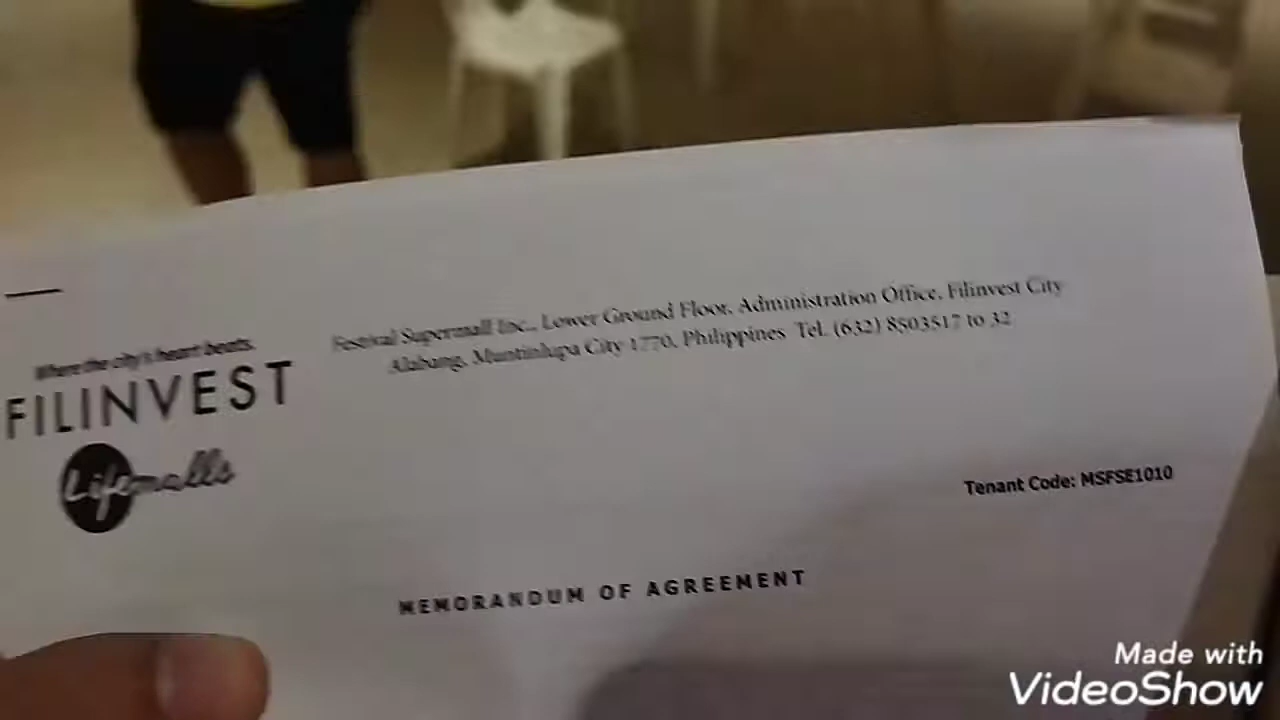 Where the city's heart beats.
FILINVEST
Lifemalls
Festival Supermall Inc., Lower Ground Floor, Administration Office, Filinvest City
Alabang, Muntinlupa City 1770, Philippines Tel. (632) 8503517 to 32
Tenant Code: MSFSE1010
MEMORANDUM OF AGREEMENT
Made with
VideoShow